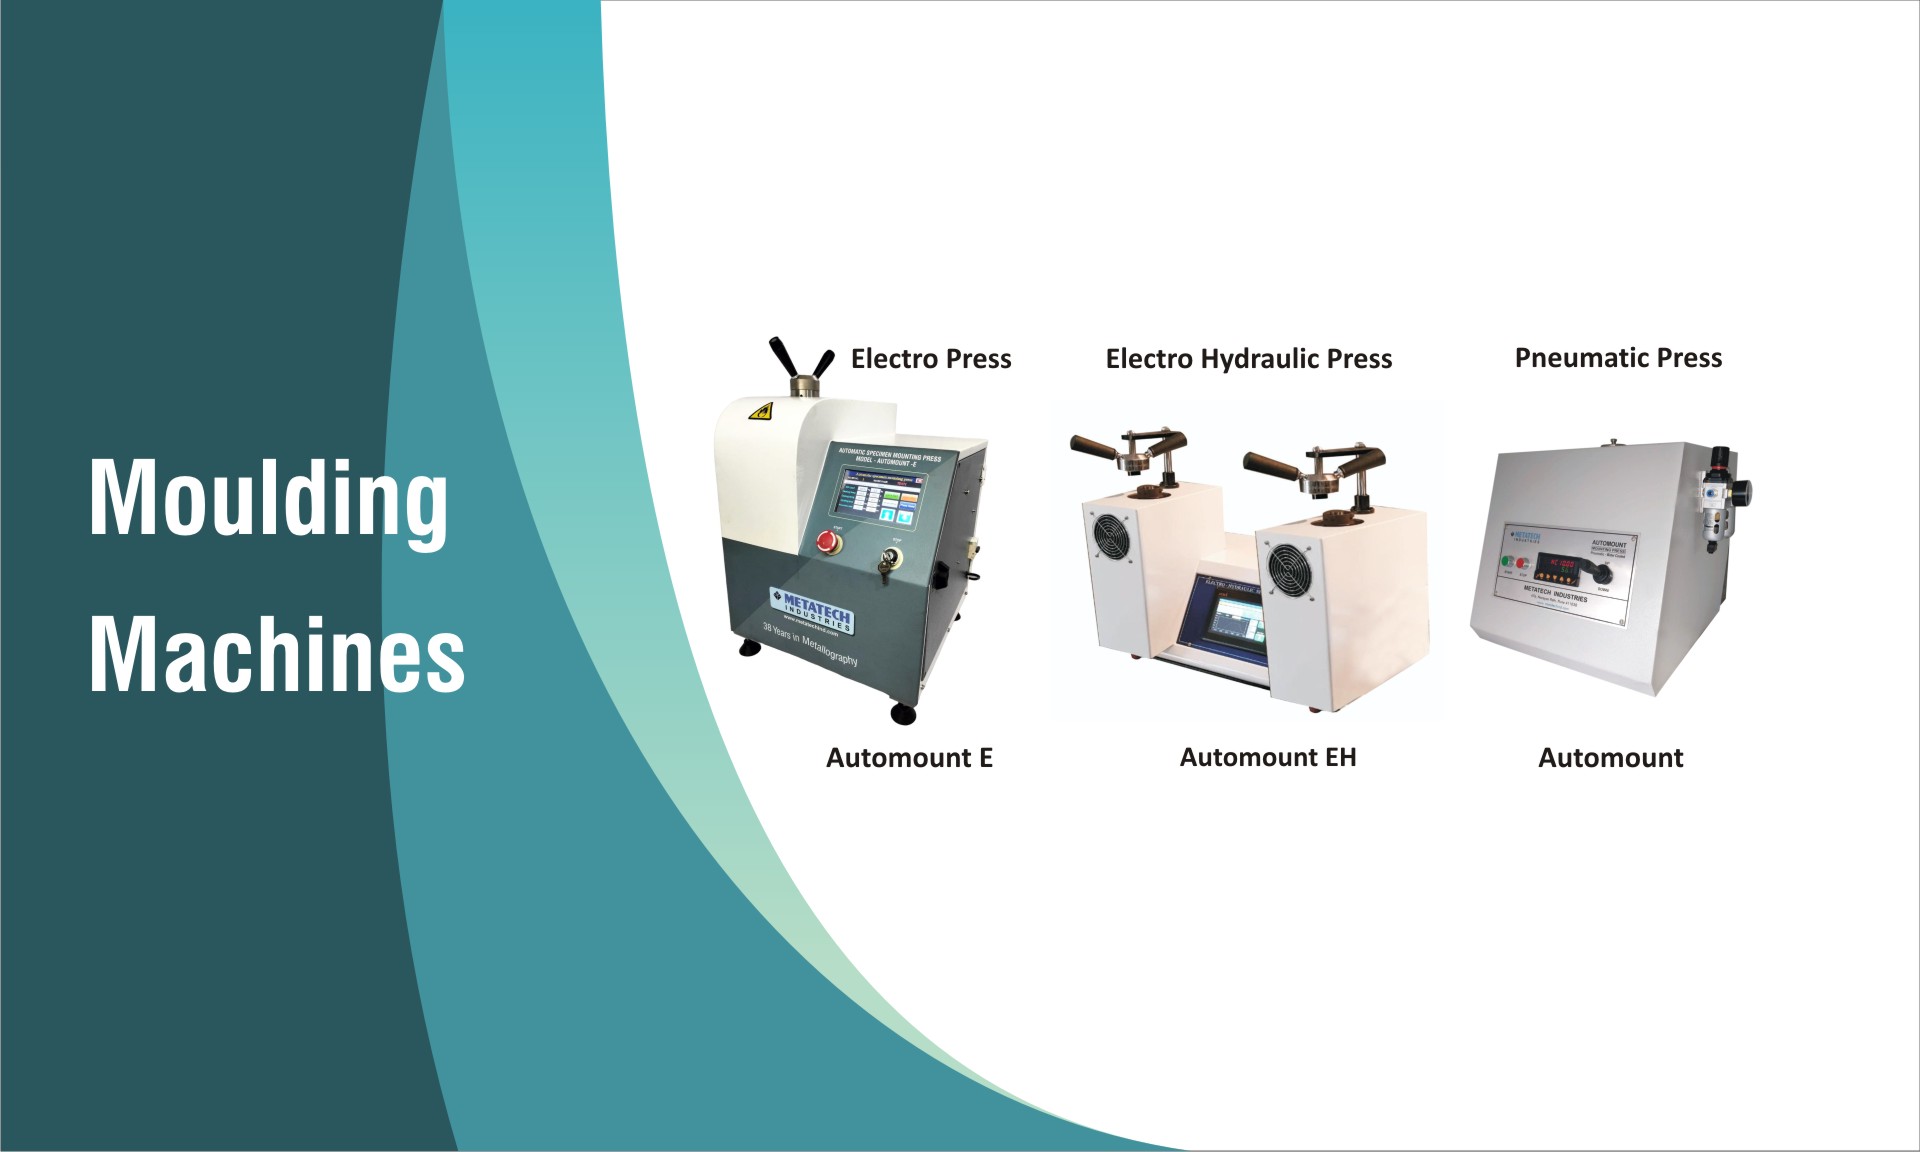 Moulding
Machines
Electro Press
Electro Hydraulic Press
Pneumatic Press
AUTOMATIC SPECIMEN MOUNTING PRESS
MODEL - AUTOMOUNT -E
METATECH
INDUSTRIES
www.metatechind.com
38 Years in Metallography
ELECTRO - HYDRAULIC
METATECH
INDUSTRIES
AUTOMOUNT
MOUNTING PRESS
METATECH INDUSTRIES
Automount E
Automount EH
Automount